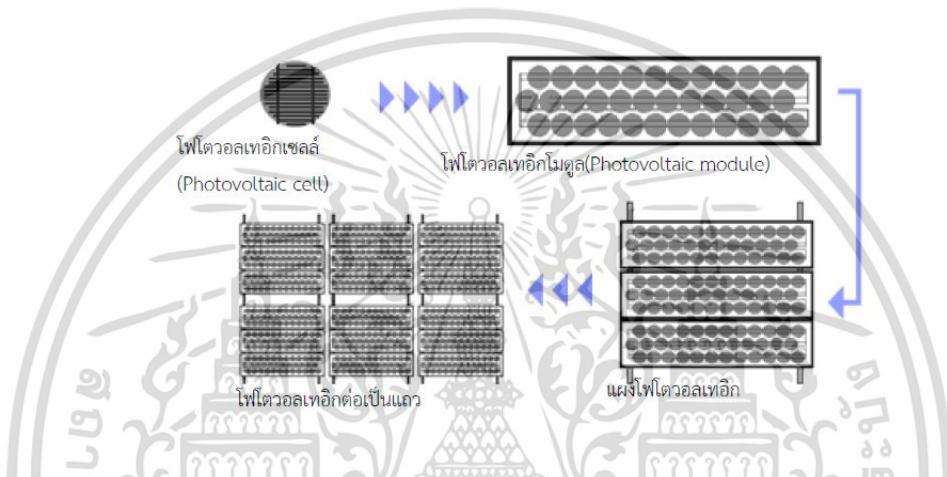 โฟโตวอลเทอิกเซลล์
(Photovoltaic cell)
โฟโตวอลเทอิกโมดูล(Photovoltaic module)
แผงโฟโตวอลเทอิก
โฟโตวอลเทอิกต่อเป็นแถว